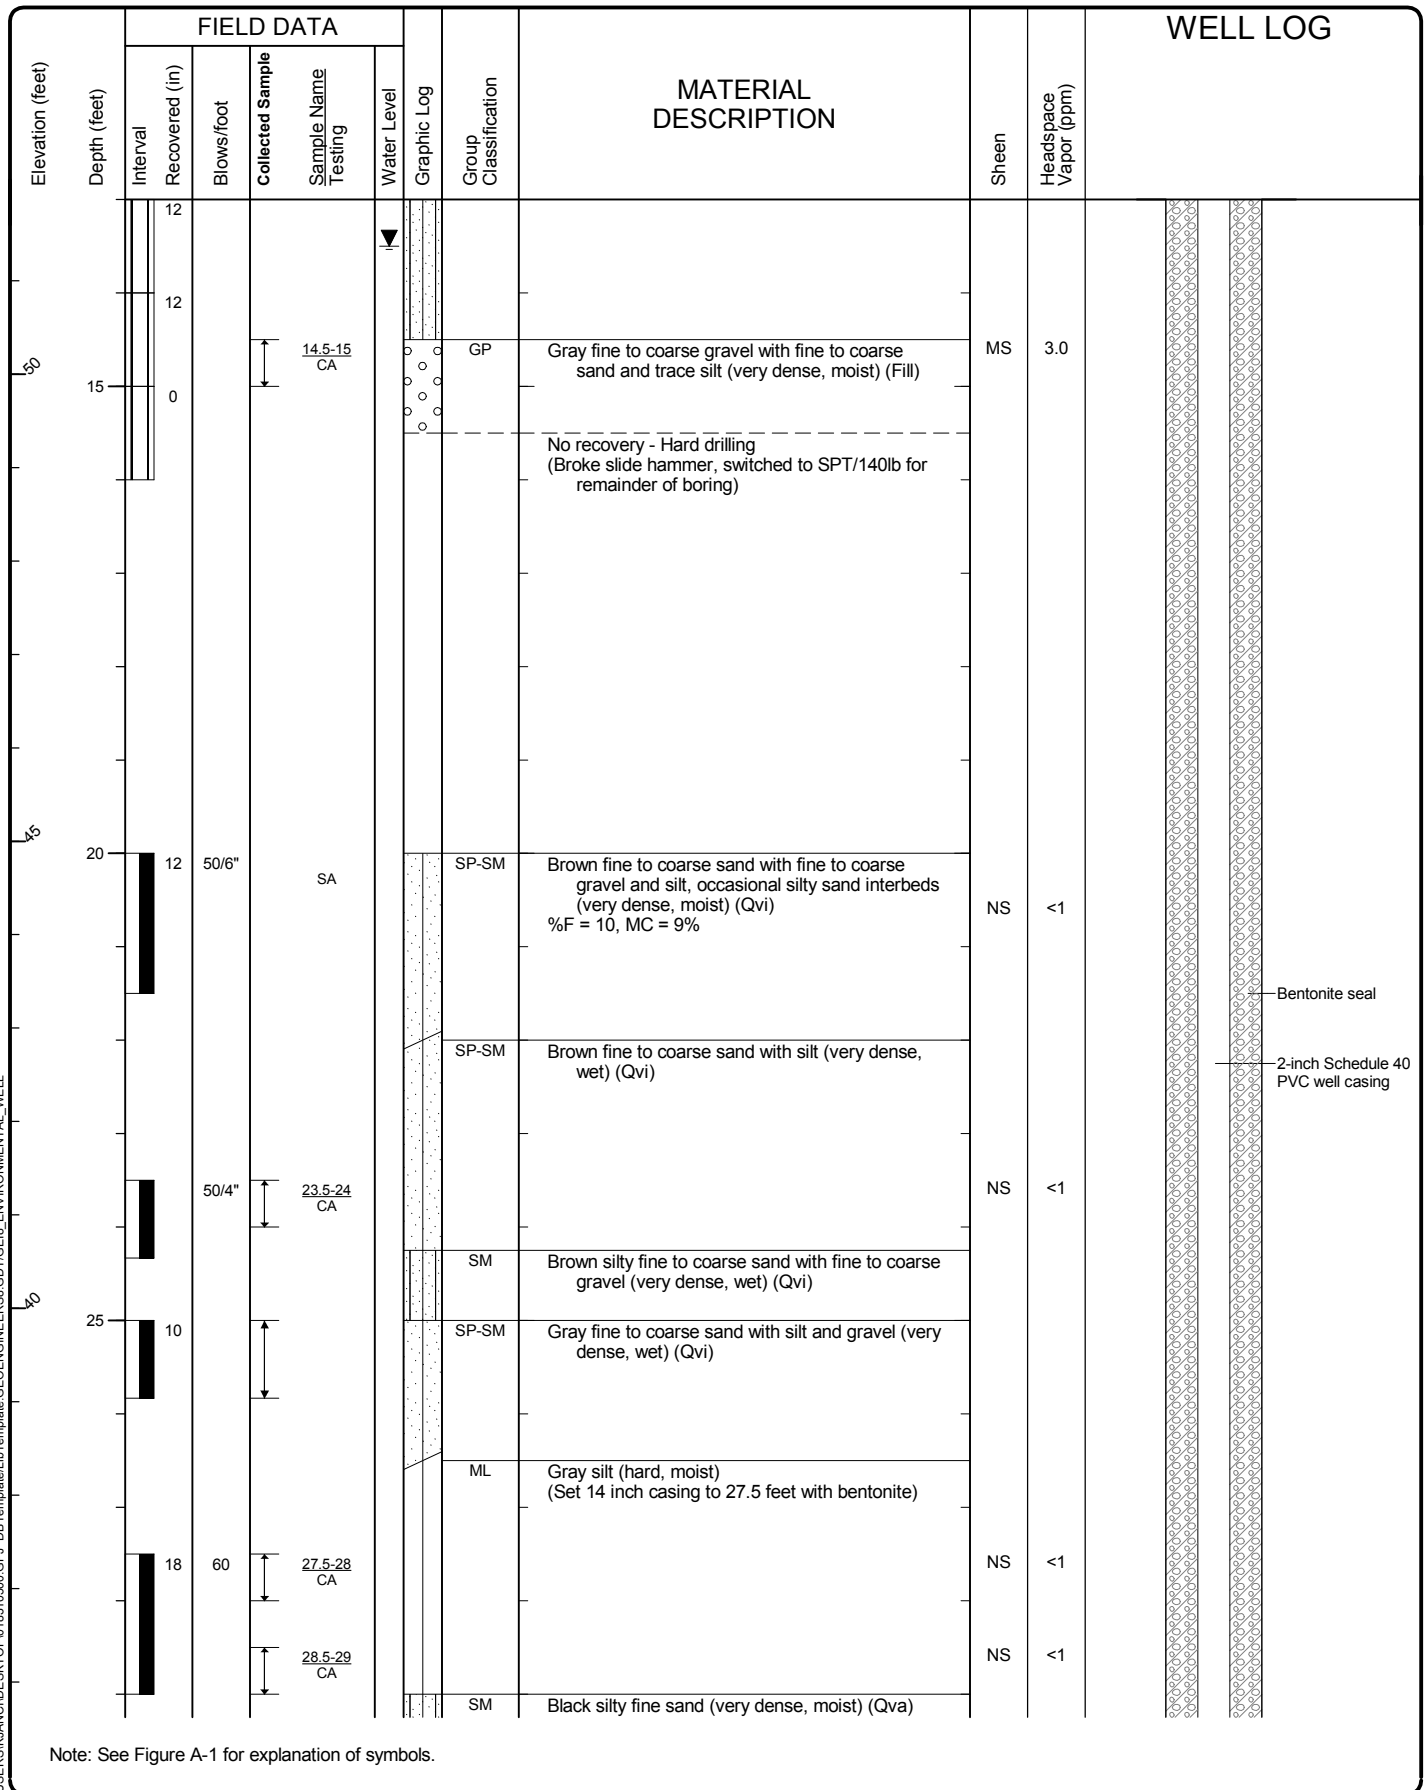 FIELD DATA
WELL LOG
Elevation (feet)
Depth (feet)
Interval
Recovered (in)
Blows/foot
Collected Sample
Sample Name
Testing
Water Level
Graphic Log
Group
Classification
MATERIAL
DESCRIPTION
Sheen
Headspace
Vapor (ppm)
12
12
50
14.5-15
CA
GP
Gray fine to coarse gravel with fine to coarse
sand and trace silt (very dense, moist) (Fill)
MS
3.0
15
0
No recovery - Hard drilling
(Broke slide hammer, switched to SPT/140lb for
remainder of boring)
45
20
12
50/6"
SA
SP-SM
Brown fine to coarse sand with fine to coarse
gravel and silt, occasional silty sand interbeds
(very dense, moist) (Qvi)
%F = 10, MC = 9%
NS
<1
Bentonite seal
SP-SM
Brown fine to coarse sand with silt (very dense,
wet) (Qvi)
2-inch Schedule 40
PVC well casing
50/4"
23.5-24
CA
NS
<1
SM
Brown silty fine to coarse sand with fine to coarse
gravel (very dense, wet) (Qvi)
40
25
10
SP-SM
Gray fine to coarse sand with silt and gravel (very
dense, wet) (Qvi)
ML
Gray silt (hard, moist)
(Set 14 inch casing to 27.5 feet with bentonite)
18
60
27.5-28
CA
NS
<1
28.5-29
CA
NS
<1
SM
Black silty fine sand (very dense, moist) (Qva)
Note: See Figure A-1 for explanation of symbols.